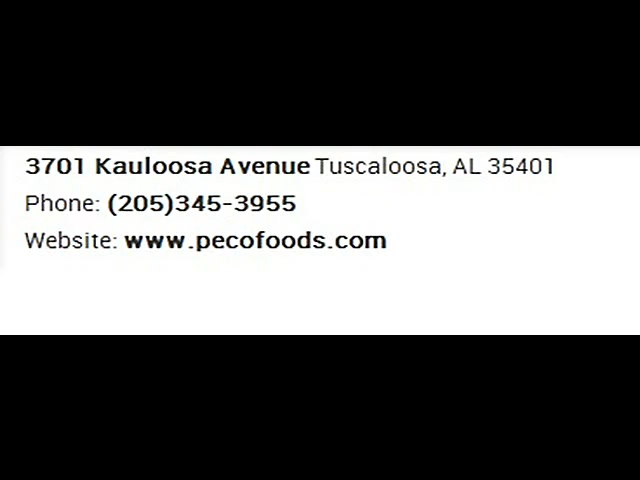 3701 Kauloosa Avenue Tuscaloosa, AL 35401
Phone: (205)345-3955
Website: www.pecofoods.com